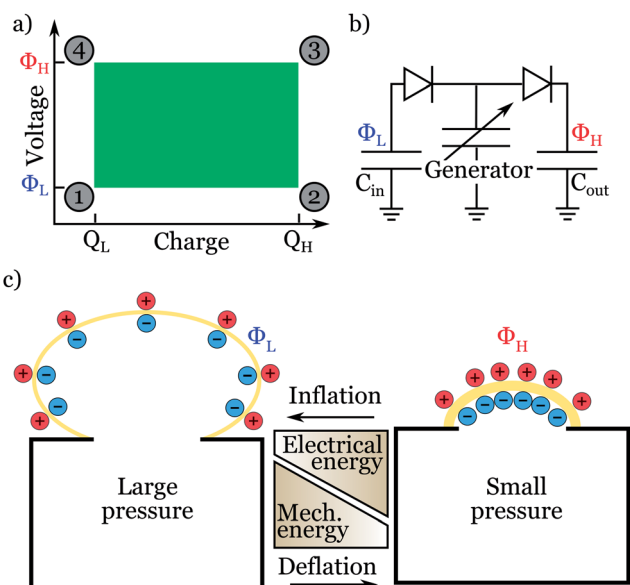 a)
4
3
Φ_H
Voltage
Φ_L
1
2
Q_L
Charge
Q_H
b)
Φ_L
Φ_H
Generator
C_in
C_out
c)
+ + + + + + +
− − − − − − −
Φ_L
Φ_H
+ + + + + + +
− − − − − − −
Inflation
Electrical
energy
Mech.
energy
Deflation
Large
pressure
Small
pressure